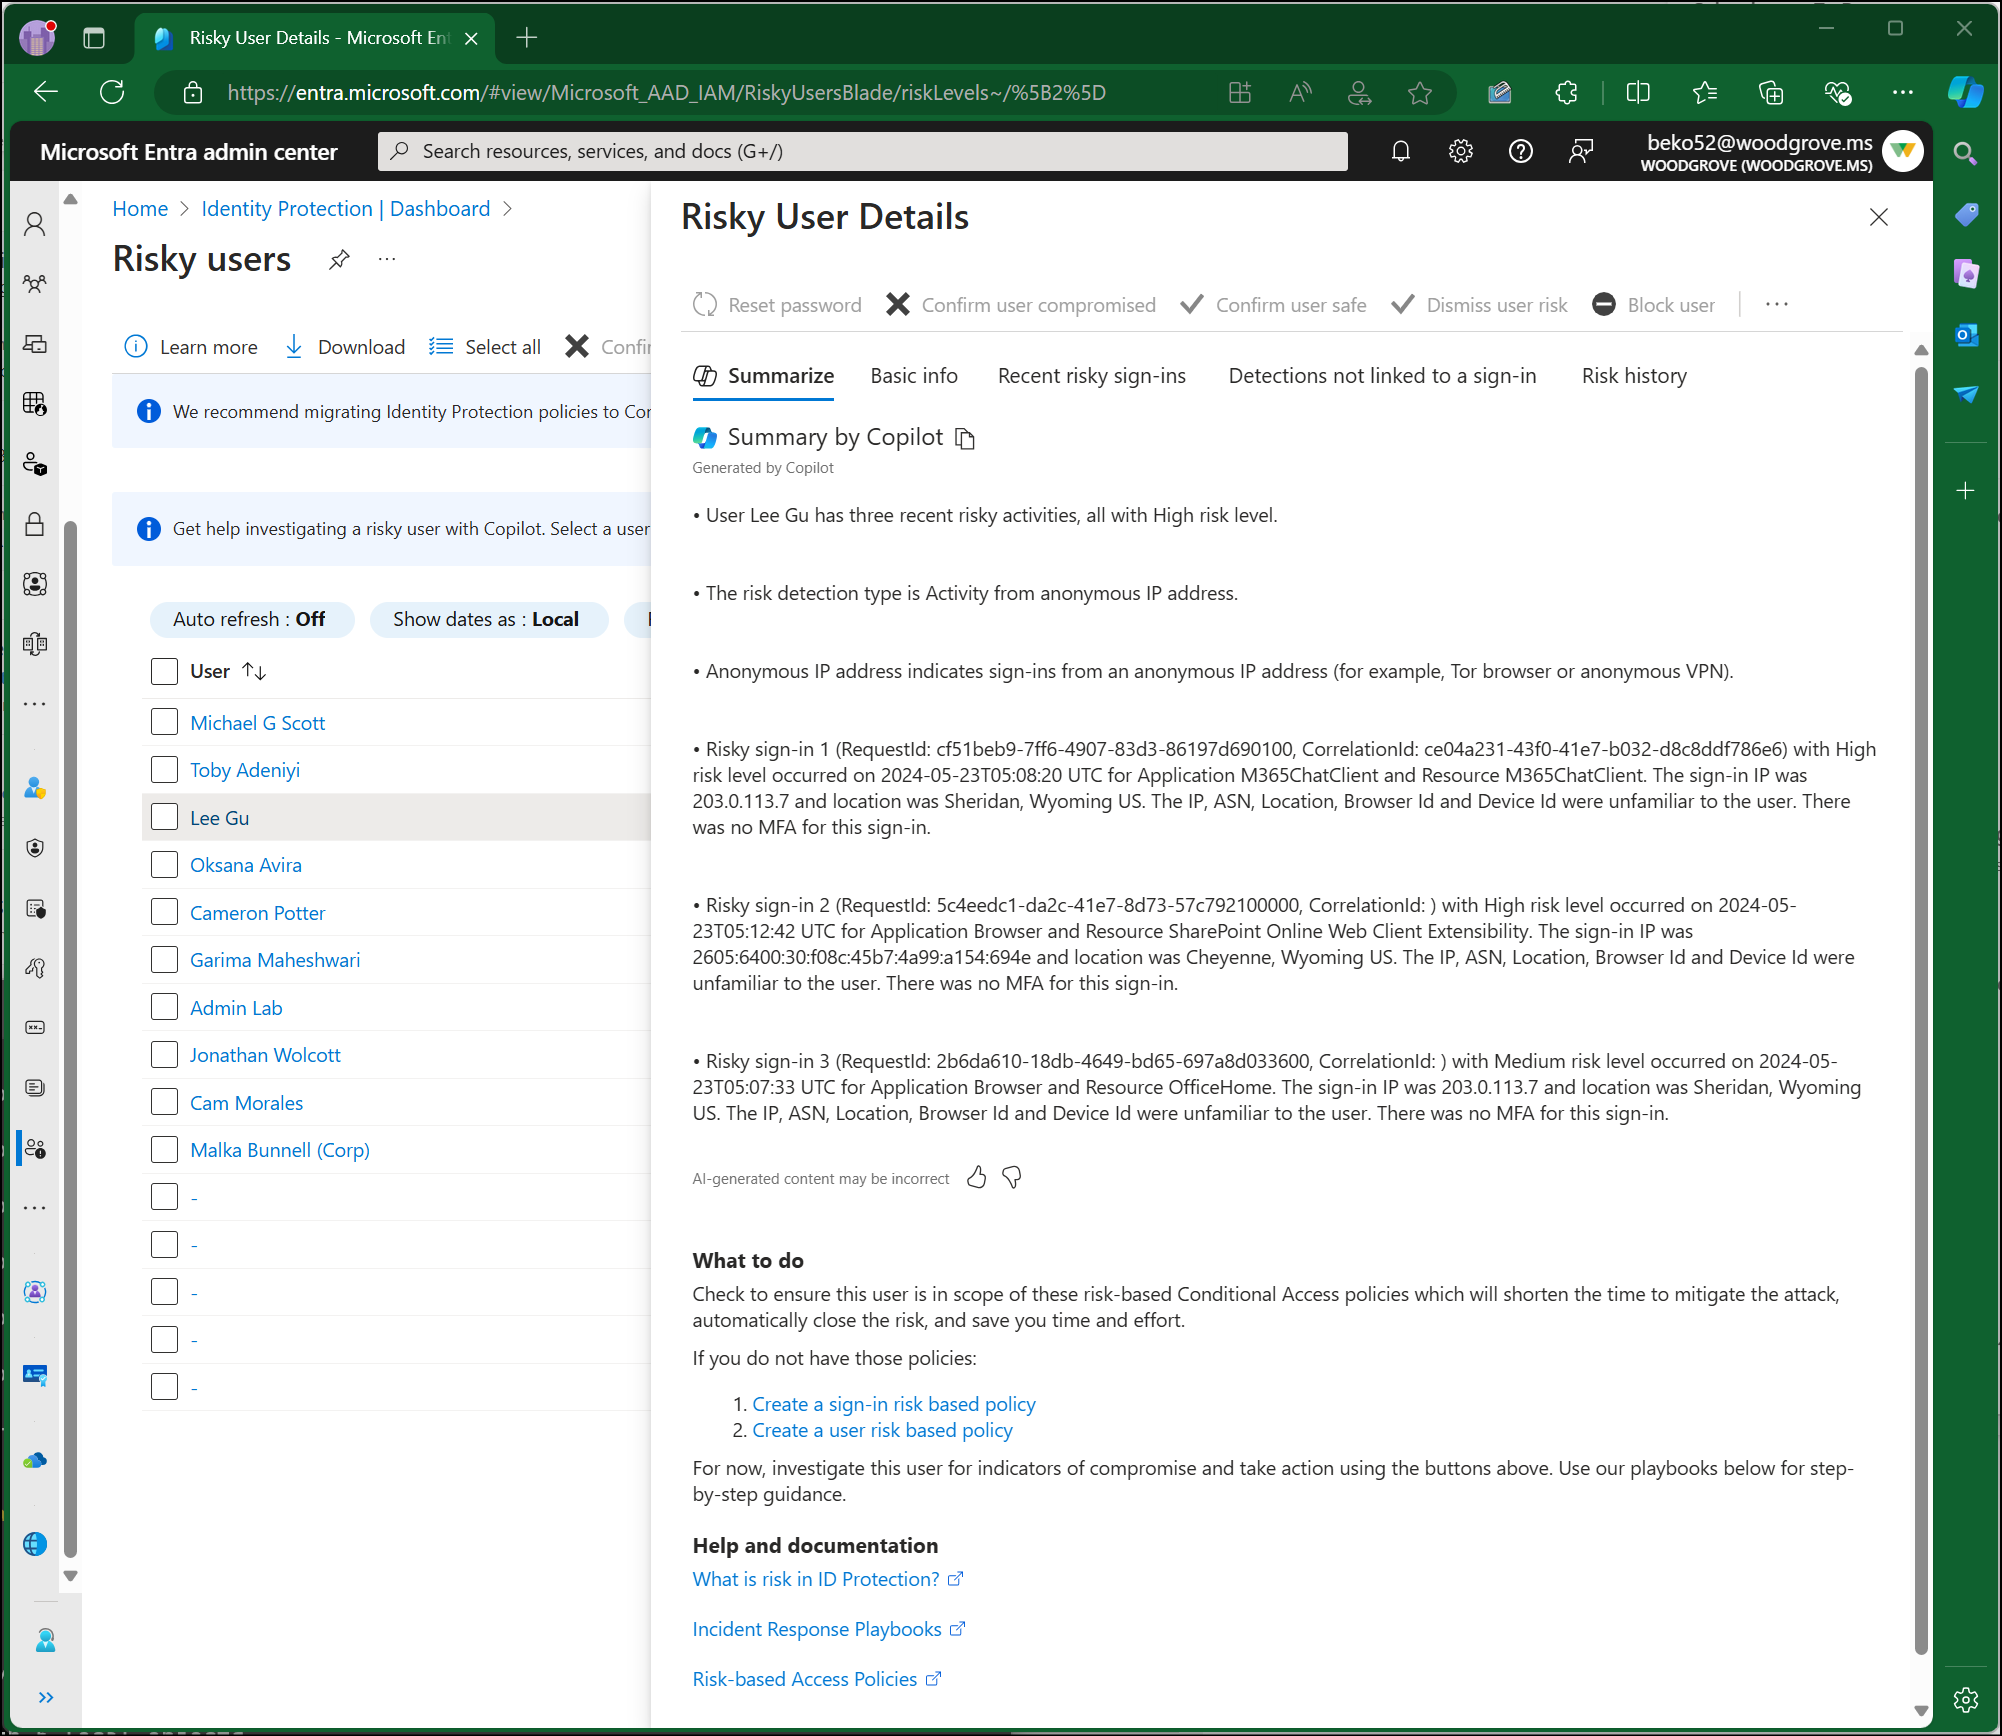 Risky User Details - Microsoft Ent
https://entra.microsoft.com/#view/Microsoft_AAD_IAM/RiskyUsersBlade/riskLevels~/%5B2%5D
Microsoft Entra admin center
Search resources, services, and docs (G+/)
beko52@woodgrove.ms
WOODGROVE (WOODGROVE.MS)
Home > Identity Protection | Dashboard >
Risky users
Learn more
Download
Select all
Confir
We recommend migrating Identity Protection policies to Con
Get help investigating a risky user with Copilot. Select a user
Auto refresh : Off
Show dates as : Local
User
Michael G Scott
Toby Adeniyi
Lee Gu
Oksana Avira
Cameron Potter
Garima Maheshwari
Admin Lab
Jonathan Wolcott
Cam Morales
Malka Bunnell (Corp)
-
-
-
-
-
Risky User Details
Reset password
Confirm user compromised
Confirm user safe
Dismiss user risk
Block user
Summarize
Basic info
Recent risky sign-ins
Detections not linked to a sign-in
Risk history
Summary by Copilot
Generated by Copilot
• User Lee Gu has three recent risky activities, all with High risk level.
• The risk detection type is Activity from anonymous IP address.
• Anonymous IP address indicates sign-ins from an anonymous IP address (for example, Tor browser or anonymous VPN).
• Risky sign-in 1 (RequestId: cf51beb9-7ff6-4907-83d3-86197d690100, CorrelationId: ce04a231-43f0-41e7-b032-d8c8ddf786e6) with High
risk level occurred on 2024-05-23T05:08:20 UTC for Application M365ChatClient and Resource M365ChatClient. The sign-in IP was
203.0.113.7 and location was Sheridan, Wyoming US. The IP, ASN, Location, Browser Id and Device Id were unfamiliar to the user. There
was no MFA for this sign-in.
• Risky sign-in 2 (RequestId: 5c4eedc1-da2c-41e7-8d73-57c792100000, CorrelationId: ) with High risk level occurred on 2024-05-
23T05:12:42 UTC for Application Browser and Resource SharePoint Online Web Client Extensibility. The sign-in IP was
2605:6400:30:f08c:45b7:4a99:a154:694e and location was Cheyenne, Wyoming US. The IP, ASN, Location, Browser Id and Device Id were
unfamiliar to the user. There was no MFA for this sign-in.
• Risky sign-in 3 (RequestId: 2b6da610-18db-4649-bd65-697a8d033600, CorrelationId: ) with Medium risk level occurred on 2024-05-
23T05:07:33 UTC for Application Browser and Resource OfficeHome. The sign-in IP was 203.0.113.7 and location was Sheridan, Wyoming
US. The IP, ASN, Location, Browser Id and Device Id were unfamiliar to the user. There was no MFA for this sign-in.
AI-generated content may be incorrect
What to do
Check to ensure this user is in scope of these risk-based Conditional Access policies which will shorten the time to mitigate the attack,
automatically close the risk, and save you time and effort.
If you do not have those policies:
1. Create a sign-in risk based policy
2. Create a user risk based policy
For now, investigate this user for indicators of compromise and take action using the buttons above. Use our playbooks below for step-
by-step guidance.
Help and documentation
What is risk in ID Protection?
Incident Response Playbooks
Risk-based Access Policies